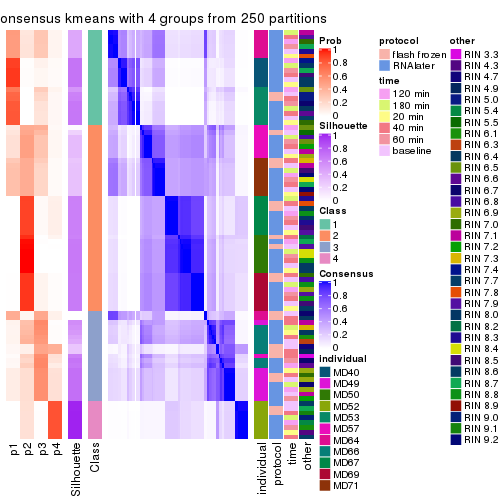 onsensus kmeans with 4 groups from 250 partitions
Prob
1
0.8
0.6
0.4
0.2
0
Silhouette
1
0.8
0.6
0.4
0.2
0
Class
1
2
3
4
Consensus
1
0.8
0.6
0.4
0.2
0
individual
MD40
MD49
MD50
MD52
MD53
MD57
MD64
MD66
MD67
MD69
MD71
protocol
flash frozen
RNAlater
time
120 min
180 min
20 min
40 min
60 min
baseline
other
RIN 3.3
RIN 4.3
RIN 4.7
RIN 4.9
RIN 5.0
RIN 5.4
RIN 5.5
RIN 6.1
RIN 6.3
RIN 6.4
RIN 6.5
RIN 6.6
RIN 6.7
RIN 6.8
RIN 6.9
RIN 7.0
RIN 7.1
RIN 7.2
RIN 7.3
RIN 7.4
RIN 7.7
RIN 7.8
RIN 7.9
RIN 8.0
RIN 8.2
RIN 8.3
RIN 8.4
RIN 8.5
RIN 8.6
RIN 8.7
RIN 8.8
RIN 8.9
RIN 9.0
RIN 9.1
RIN 9.2
p1
p2
p3
p4
Silhouette
Class
individual
protocol
time
other